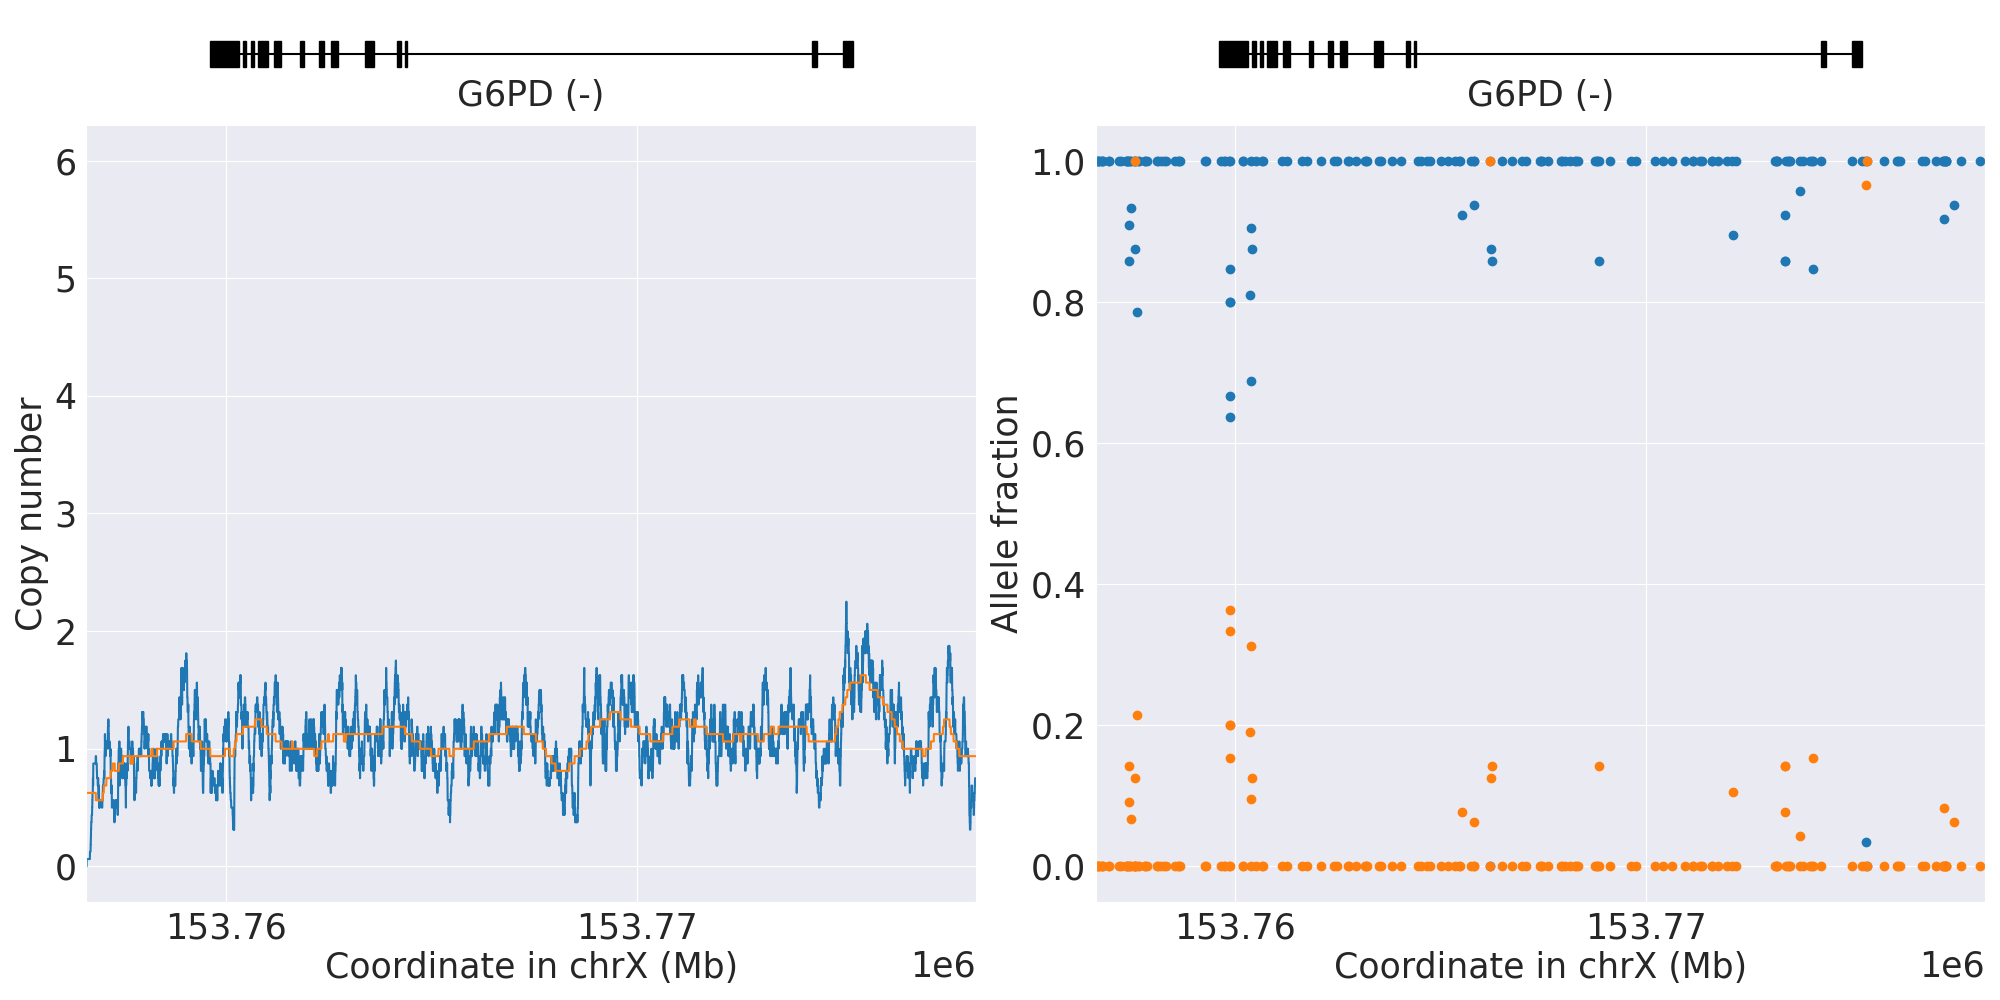 G6PD (-)
6
5
4
3
2
1
0
Copy number
153.76
153.77
Coordinate in chrX (Mb)
1e6
G6PD (-)
1.0
0.8
0.6
0.4
0.2
0.0
Allele fraction
153.76
153.77
Coordinate in chrX (Mb)
1e6